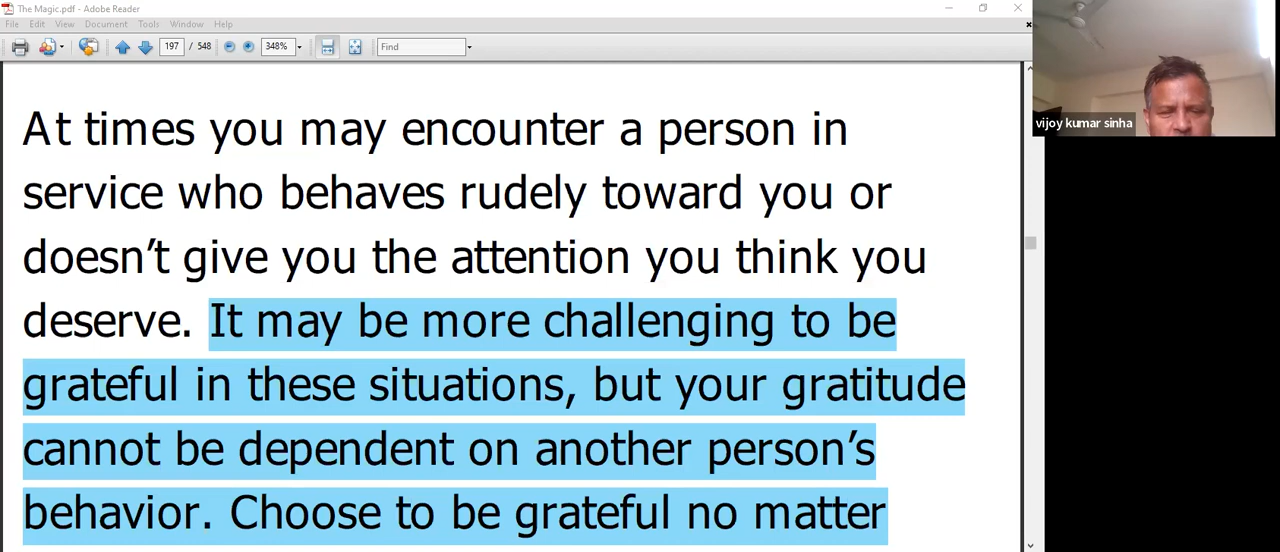 The Magic.pdf - Adobe Reader
File Edit View Document Tools Window Help
197 / 548 348% Find
vijoy kumar sinha
At times you may encounter a person in
service who behaves rudely toward you or
doesn’t give you the attention you think you
deserve. It may be more challenging to be
grateful in these situations, but your gratitude
cannot be dependent on another person’s
behavior. Choose to be grateful no matter